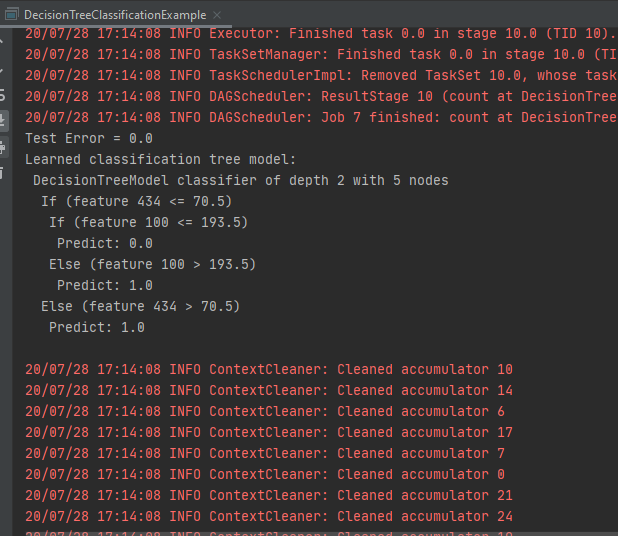 DecisionTreeClassificationExample
20/07/28 17:14:08 INFO Executor: Finished task 0.0 in stage 10.0 (TID 10).
20/07/28 17:14:08 INFO TaskSetManager: Finished task 0.0 in stage 10.0 (TI
20/07/28 17:14:08 INFO TaskSchedulerImpl: Removed TaskSet 10.0, whose task
20/07/28 17:14:08 INFO DAGScheduler: ResultStage 10 (count at DecisionTree
20/07/28 17:14:08 INFO DAGScheduler: Job 7 finished: count at DecisionTree
Test Error = 0.0
Learned classification tree model:
DecisionTreeModel classifier of depth 2 with 5 nodes
If (feature 434 <= 70.5)
If (feature 100 <= 193.5)
Predict: 0.0
Else (feature 100 > 193.5)
Predict: 1.0
Else (feature 434 > 70.5)
Predict: 1.0
20/07/28 17:14:08 INFO ContextCleaner: Cleaned accumulator 10
20/07/28 17:14:08 INFO ContextCleaner: Cleaned accumulator 14
20/07/28 17:14:08 INFO ContextCleaner: Cleaned accumulator 6
20/07/28 17:14:08 INFO ContextCleaner: Cleaned accumulator 17
20/07/28 17:14:08 INFO ContextCleaner: Cleaned accumulator 7
20/07/28 17:14:08 INFO ContextCleaner: Cleaned accumulator 0
20/07/28 17:14:08 INFO ContextCleaner: Cleaned accumulator 21
20/07/28 17:14:08 INFO ContextCleaner: Cleaned accumulator 24
20/07/28 17:14:08 INFO ContextCleaner: Cleaned accumulator